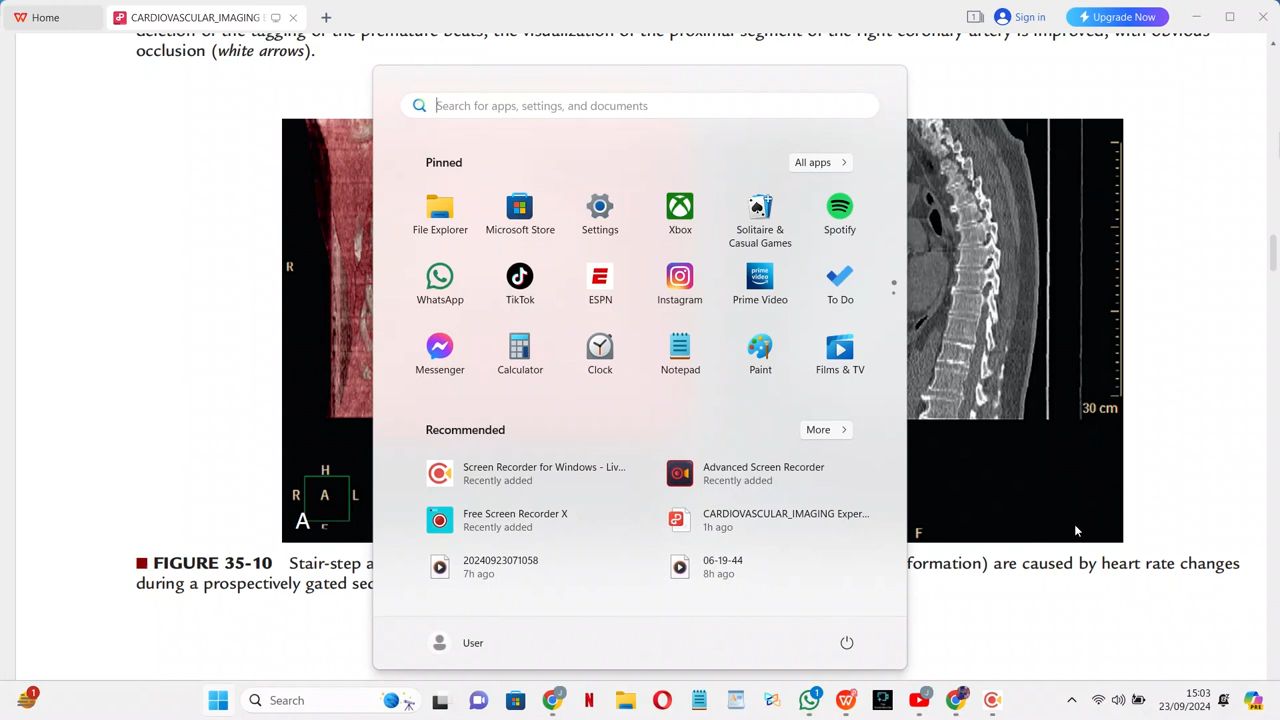 Home
CARDIOVASCULAR_IMAGING
1
Sign in
Upgrade Now
occlusion (white arrows).
Search for apps, settings, and documents
Pinned
All apps
File Explorer
Microsoft Store
Settings
Xbox
Solitaire &
Casual Games
Spotify
WhatsApp
TikTok
ESPN
Instagram
Prime Video
To Do
Messenger
Calculator
Clock
Notepad
Paint
Films & TV
Recommended
More
Screen Recorder for Windows - Liv...
Recently added
Advanced Screen Recorder
Recently added
Free Screen Recorder X
Recently added
CARDIOVASCULAR_IMAGING Exper...
1h ago
20240923071058
7h ago
06-19-44
8h ago
User
R
H
R A L
A
F
30 cm
F
FIGURE 35-10 Stair-step a
formation) are caused by heart rate changes
during a prospectively gated sec
Search
1
1
15:03
23/09/2024